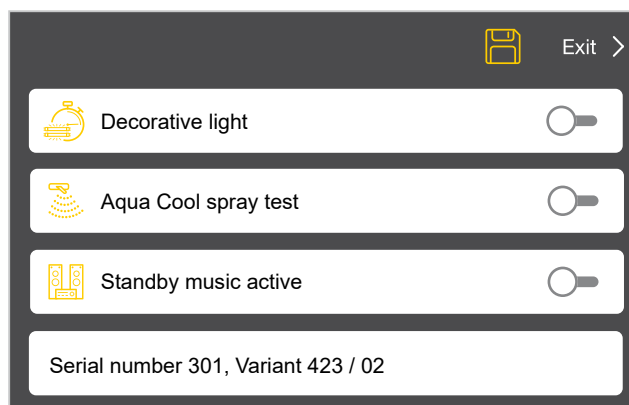 Exit
Decorative light
Aqua Cool spray test
Standby music active
Serial number 301, Variant 423 / 02